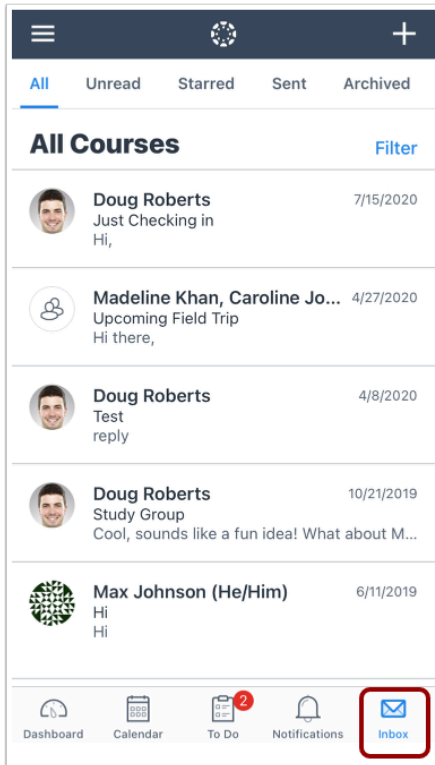 All Unread Starred Sent Archived
All Courses Filter
Doug Roberts 7/15/2020
Just Checking in
Hi,
Madeline Khan, Caroline Jo... 4/27/2020
Upcoming Field Trip
Hi there,
Doug Roberts 4/8/2020
Test
reply
Doug Roberts 10/21/2019
Study Group
Cool, sounds like a fun idea! What about M...
Max Johnson (He/Him) 6/11/2019
Hi
Hi
2
Dashboard Calendar To Do Notifications Inbox